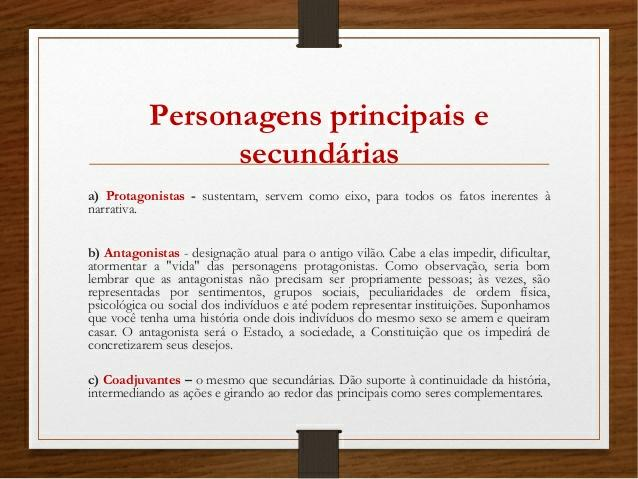 Personagens principais e
secundárias
a) Protagonistas - sustentam, servem como eixo, para todos os fatos inerentes à
narrativa.
b) Antagonistas - designação atual para o antigo vilão. Cabe a elas impedir, dificultar,
atormentar a "vida" das personagens protagonistas. Como observação, seria bom
lembrar que as antagonistas não precisam ser propriamente pessoas; às vezes, são
representadas por sentimentos, grupos sociais, peculiaridades de ordem física,
psicológica ou social dos indivíduos e até podem representar instituições. Suponhamos
que você tenha uma história onde dois indivíduos do mesmo sexo se amem e queiram
casar. O antagonista será o Estado, a sociedade, a Constituição que os impedirá de
concretizarem seus desejos.
c) Coadjuvantes – o mesmo que secundárias. Dão suporte à continuidade da história,
intermediando as ações e girando ao redor das principais como seres complementares.